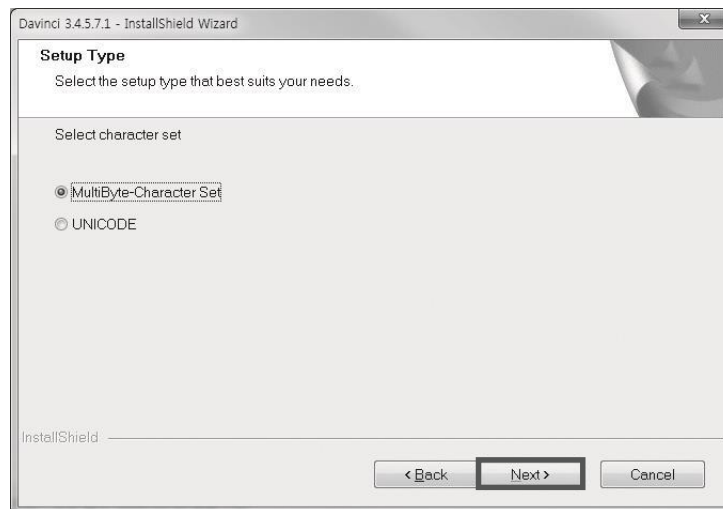 Davinci 3.4.5.7.1 - InstallShield Wizard
Setup Type
Select the setup type that best suits your needs.
Select character set
MultiByte-Character Set
UNICODE
InstallShield
< Back Next > Cancel